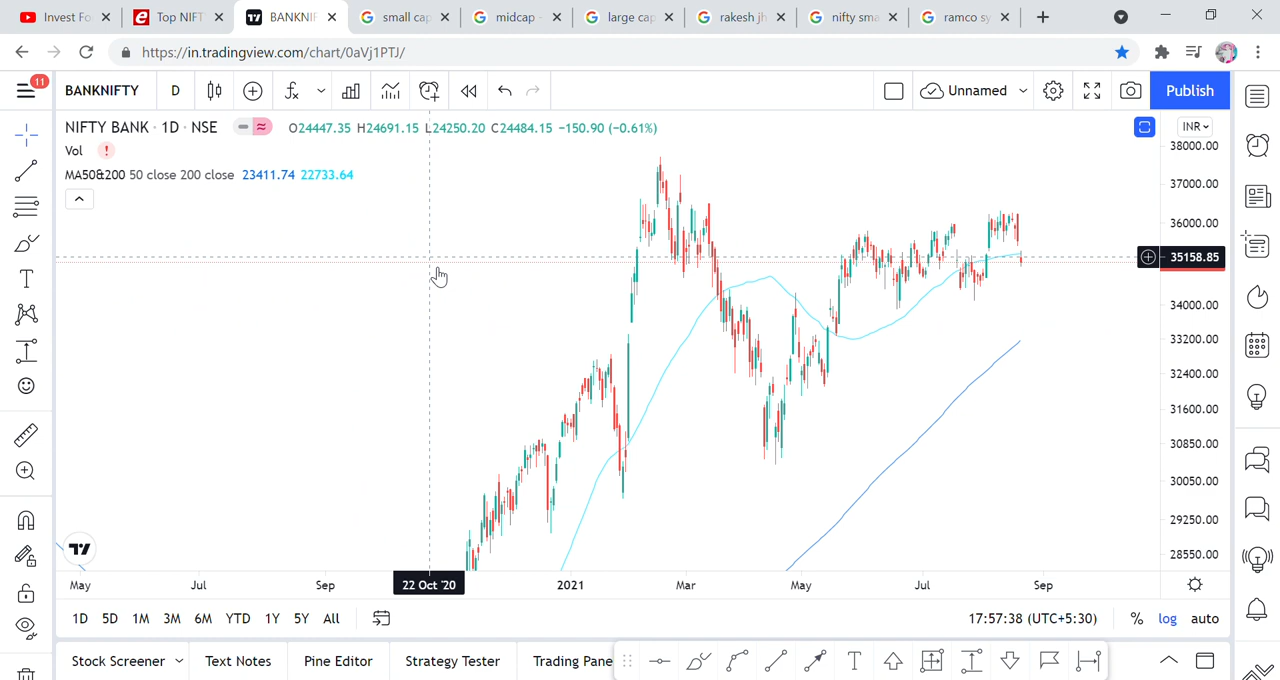 Invest Fo
Top NIFT
BANKNIF
small cap
midcap -
large cap
rakesh jh
nifty sma
ramco sy
https://in.tradingview.com/chart/0aVj1PTJ/
11
BANKNIFTY D Unnamed Publish
NIFTY BANK · 1D · NSE O24447.35 H24691.15 L24250.20 C24484.15 −150.90 (−0.61%)
INR
Vol !
MA50&200 50 close 200 close 23411.74 22733.64
38000.00
37000.00
36000.00
35158.85
34000.00
33200.00
32400.00
31600.00
30850.00
30050.00
29250.00
28550.00
May Jul Sep 22 Oct '20 2021 Mar May Jul Sep
1D 5D 1M 3M 6M YTD 1Y 5Y All 17:57:38 (UTC+5:30) % log auto
Stock Screener Text Notes Pine Editor Strategy Tester Trading Pane